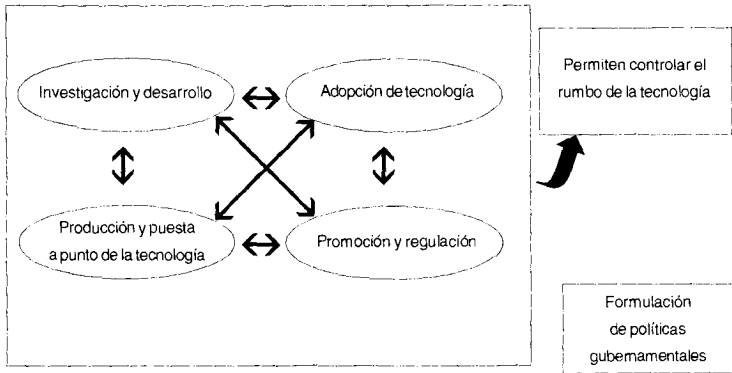 Investigación y desarrollo
Adopción de tecnología
Producción y puesta
a punto de la tecnología
Promoción y regulación
Permiten controlar el
rumbo de la tecnología
Formulación
de políticas
gubernamentales